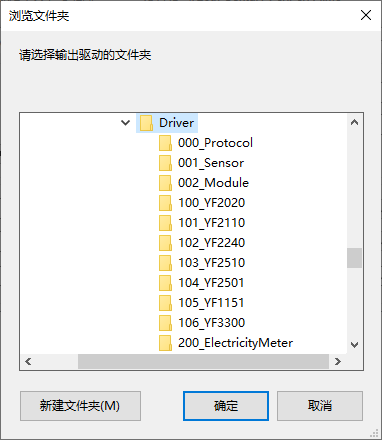 浏览文件夹
请选择输出驱动的文件夹
Driver
000_Protocol
001_Sensor
002_Module
100_YF2020
101_YF2110
102_YF2240
103_YF2510
104_YF2501
105_YF1151
106_YF3300
200_ElectricityMeter
新建文件夹(M)
确定
取消